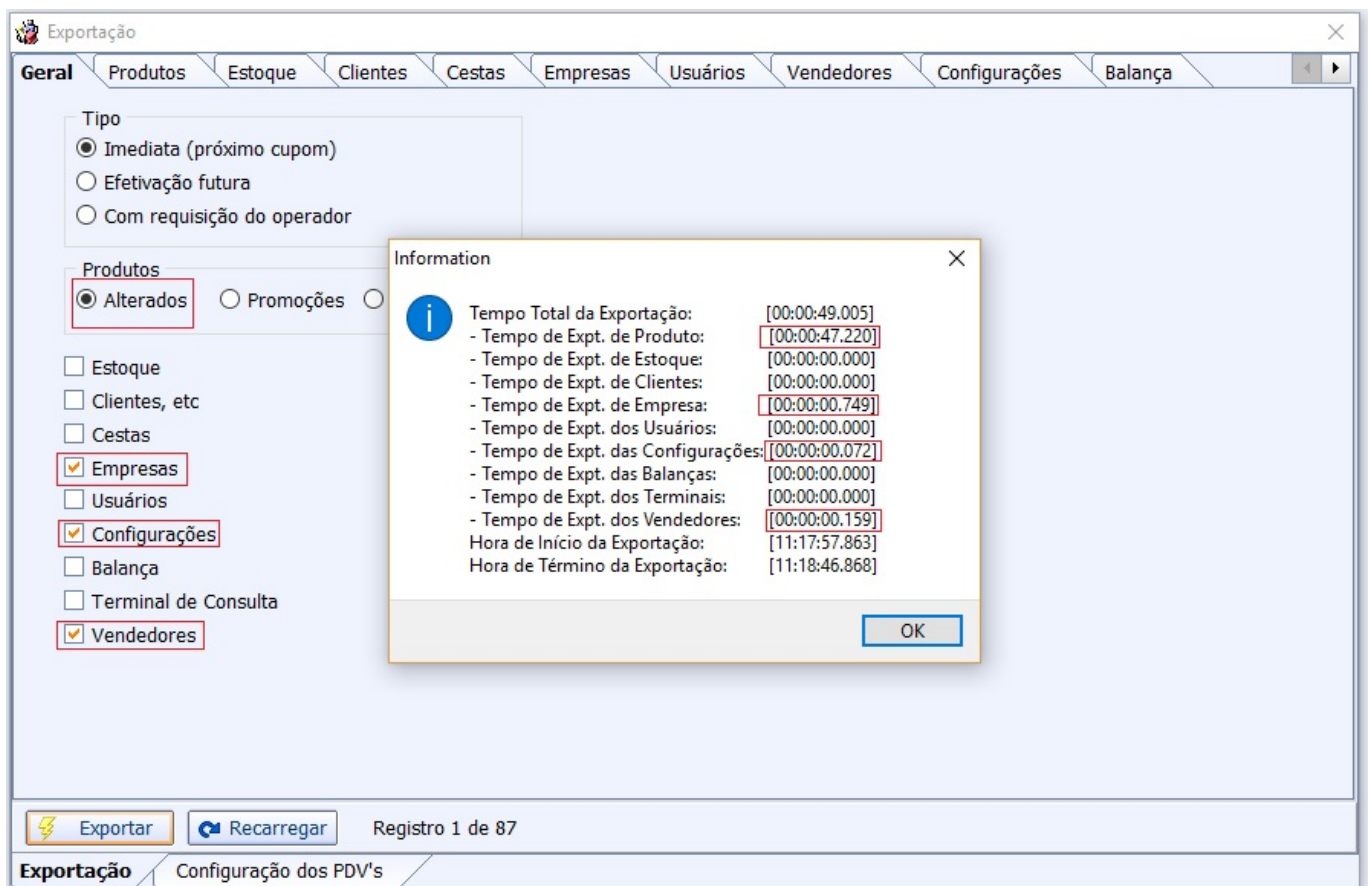 Exportação
Geral Produtos Estoque Clientes Cestas Empresas Usuários Vendedores Configurações Balança
Tipo
Imediata (próximo cupom)
Efetivação futura
Com requisição do operador
Produtos
Alterados Promoções
Estoque
Clientes, etc
Cestas
Empresas
Usuários
Configurações
Balança
Terminal de Consulta
Vendedores
Information
Tempo Total da Exportação: [00:00:49.005]
- Tempo de Expt. de Produto: [00:00:47.220]
- Tempo de Expt. de Estoque: [00:00:00.000]
- Tempo de Expt. de Clientes: [00:00:00.000]
- Tempo de Expt. de Empresa: [00:00:00.749]
- Tempo de Expt. dos Usuários: [00:00:00.000]
- Tempo de Expt. das Configurações: [00:00:00.072]
- Tempo de Expt. das Balanças: [00:00:00.000]
- Tempo de Expt. dos Terminais: [00:00:00.000]
- Tempo de Expt. dos Vendedores: [00:00:00.159]
Hora de Início da Exportação: [11:17:57.863]
Hora de Término da Exportação: [11:18:46.868]
OK
Exportar Recarregar Registro 1 de 87
Exportação Configuração dos PDV's